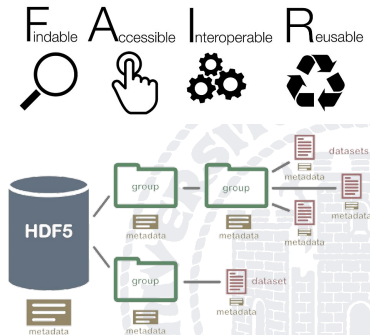 Findable Accessible Interoperable Reusable
datasets
group group
metadata
HDF5 metadata metadata metadata
metadata
group dataset
metadata metadata metadata